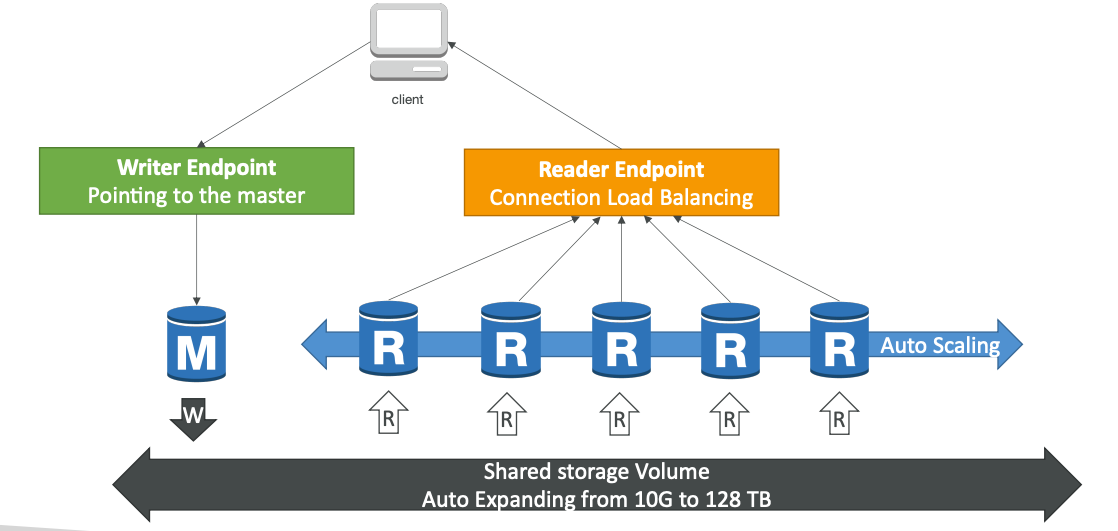 client
Writer Endpoint
Pointing to the master
Reader Endpoint
Connection Load Balancing
M
R
R
R
R
R
Auto Scaling
W
R
R
R
R
R
Shared storage Volume
Auto Expanding from 10G to 128 TB